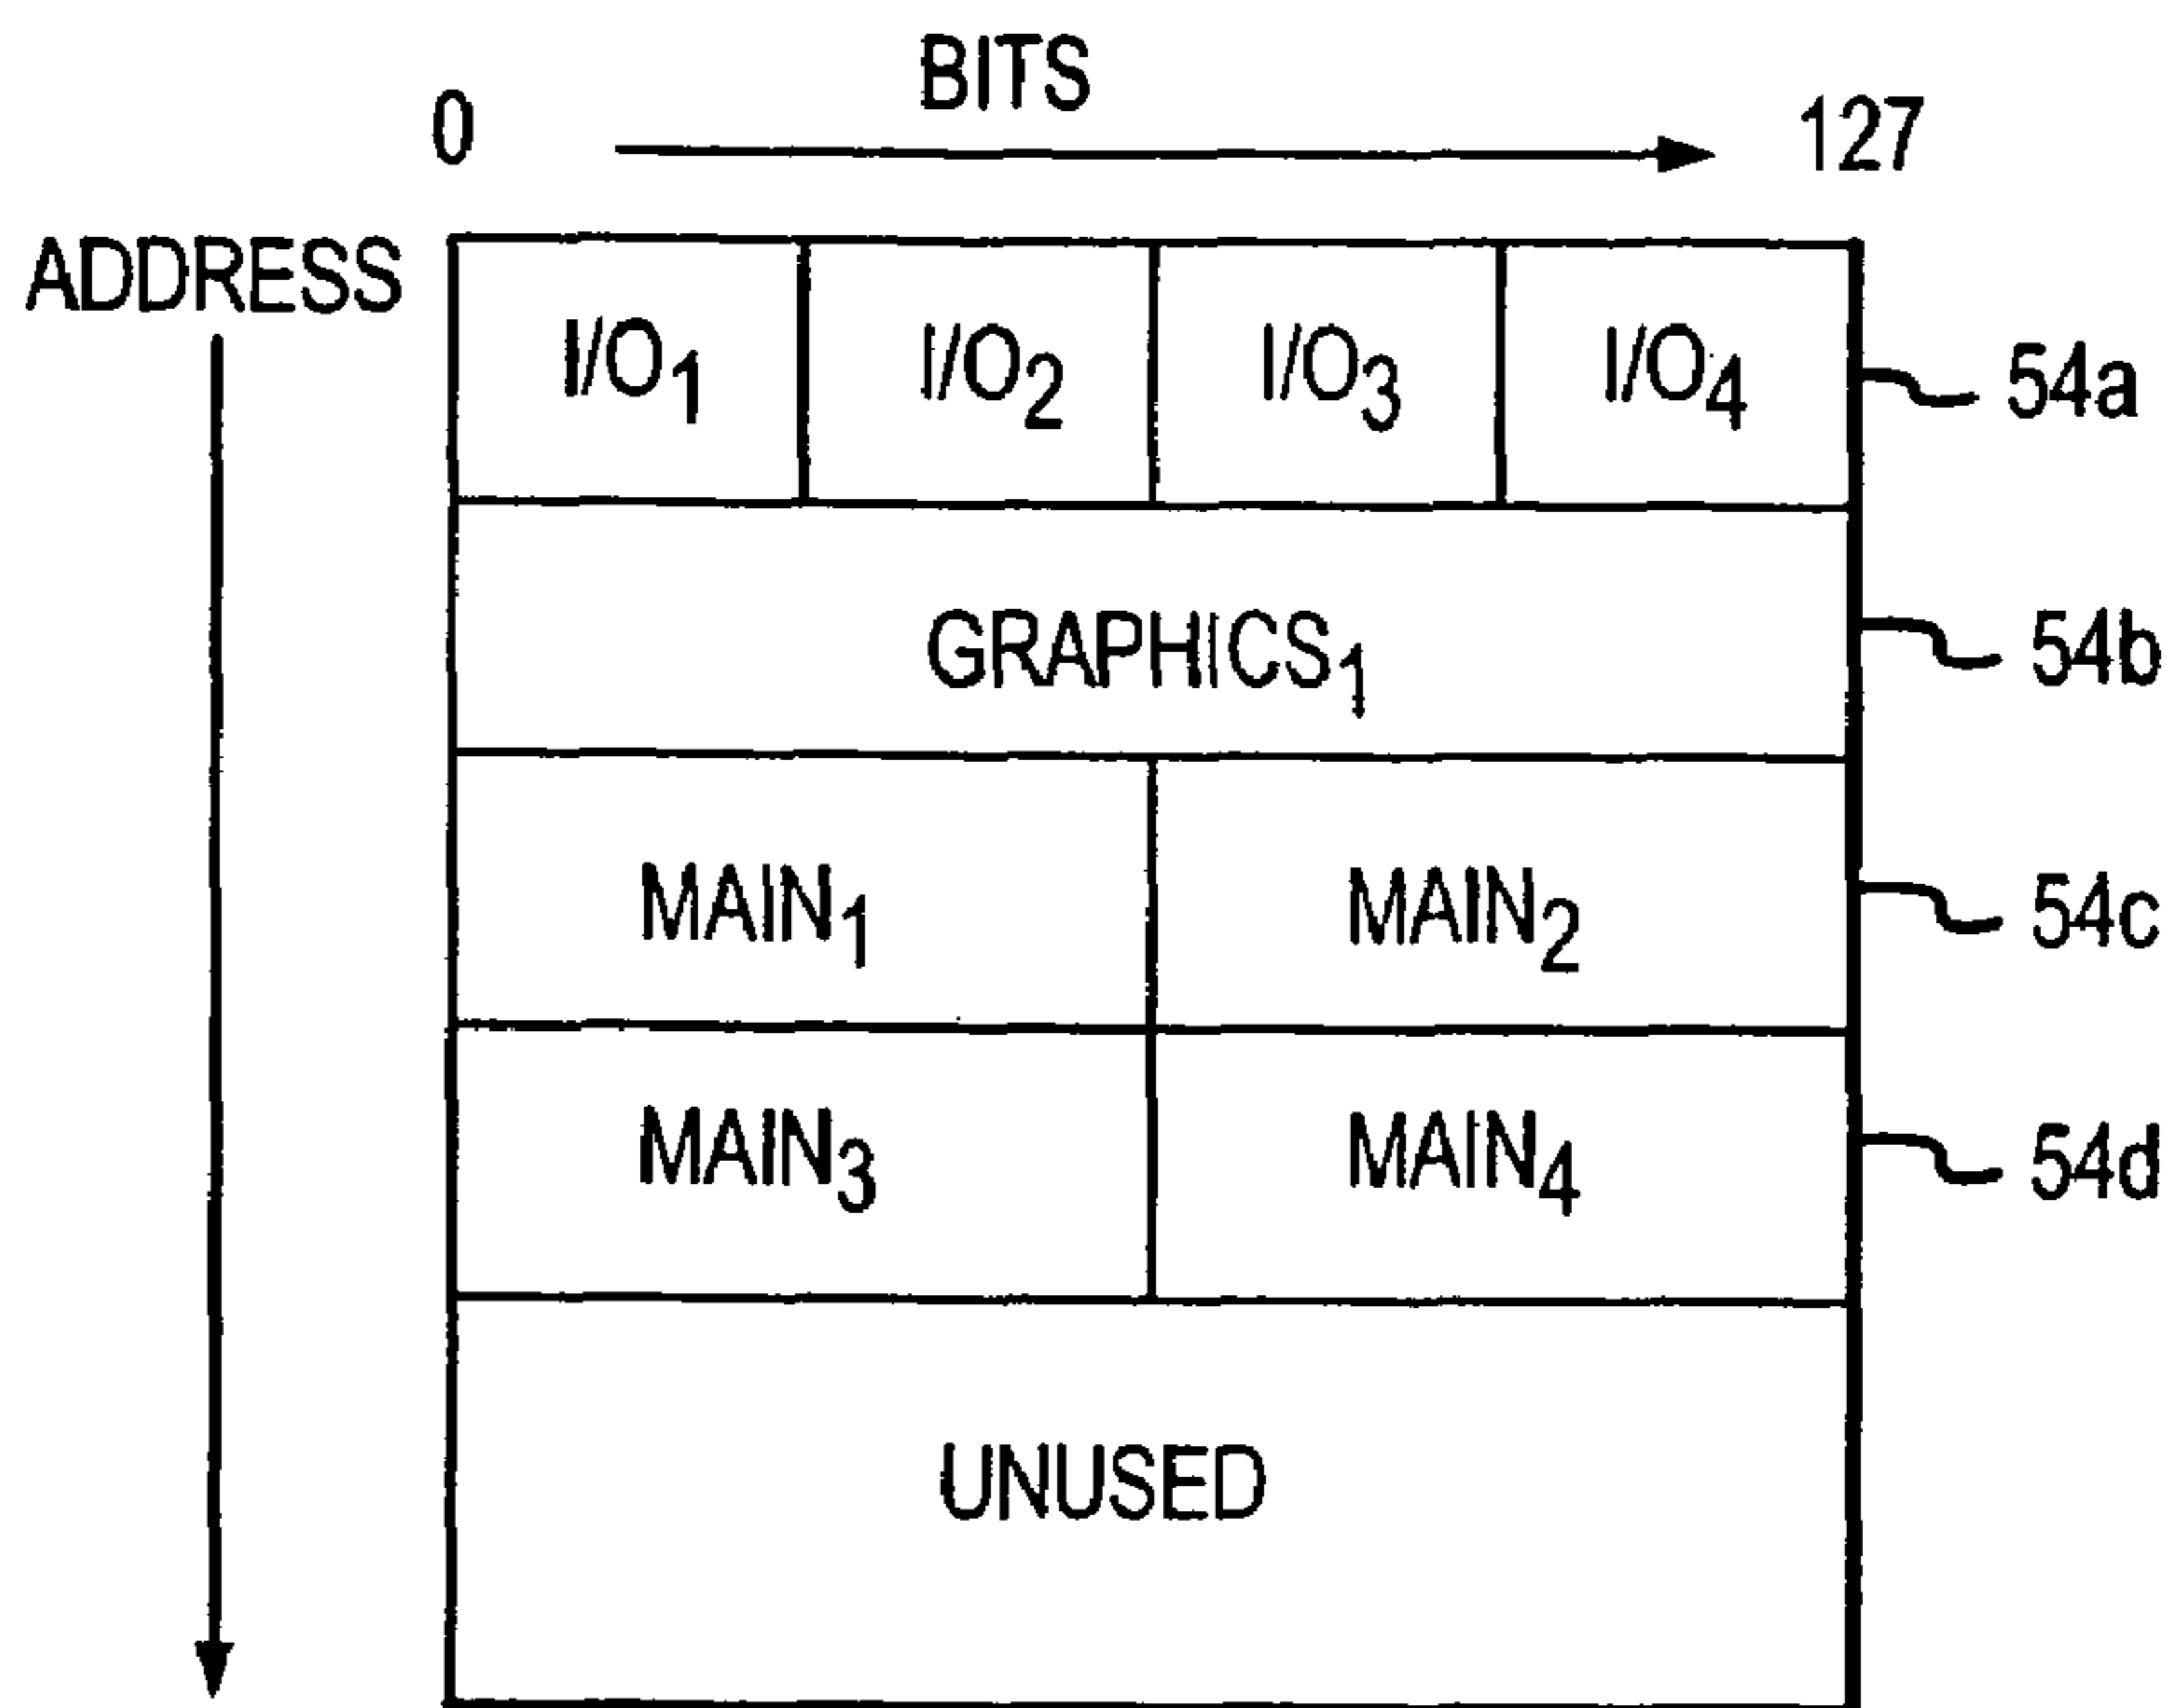 BITS
0 127
ADDRESS
I/O1 I/O2 I/O3 I/O4 54a
GRAPHICS1 54b
MAIN1 MAIN2 54c
MAIN3 MAIN4 54d
UNUSED